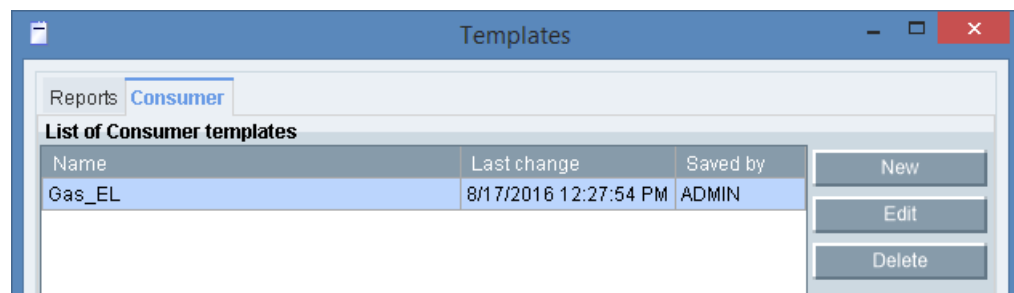 Templates
Reports Consumer
List of Consumer templates
Name Last change Saved by
Gas_EL 8/17/2016 12:27:54 PM ADMIN
New
Edit
Delete